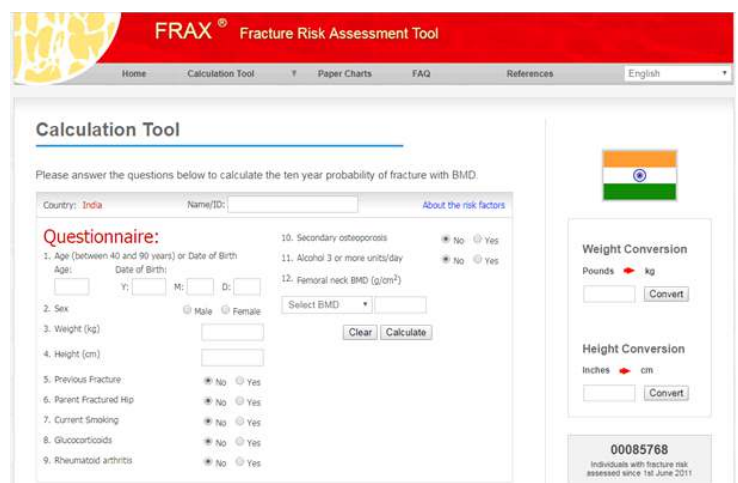 FRAX ® Fracture Risk Assessment Tool
Home Calculation Tool ▼ Paper Charts FAQ References English
Calculation Tool
Please answer the questions below to calculate the ten year probability of fracture with BMD.
Country: India Name/ID: About the risk factors
Questionnaire:
1. Age (between 40 and 90 years) or Date of Birth
Age: Date of Birth:
Y: M: D:
2. Sex Male Female
3. Weight (kg)
4. Height (cm)
5. Previous Fracture No Yes
6. Parent Fractured Hip No Yes
7. Current Smoking No Yes
8. Glucocorticoids No Yes
9. Rheumatoid arthritis No Yes
10. Secondary osteoporosis No Yes
11. Alcohol 3 or more units/day No Yes
12. Femoral neck BMD (g/cm²)
Select BMD
Clear Calculate
Weight Conversion
Pounds kg
Convert
Height Conversion
Inches cm
Convert
00085768
Individuals with fracture risk
assessed since 1st June 2011